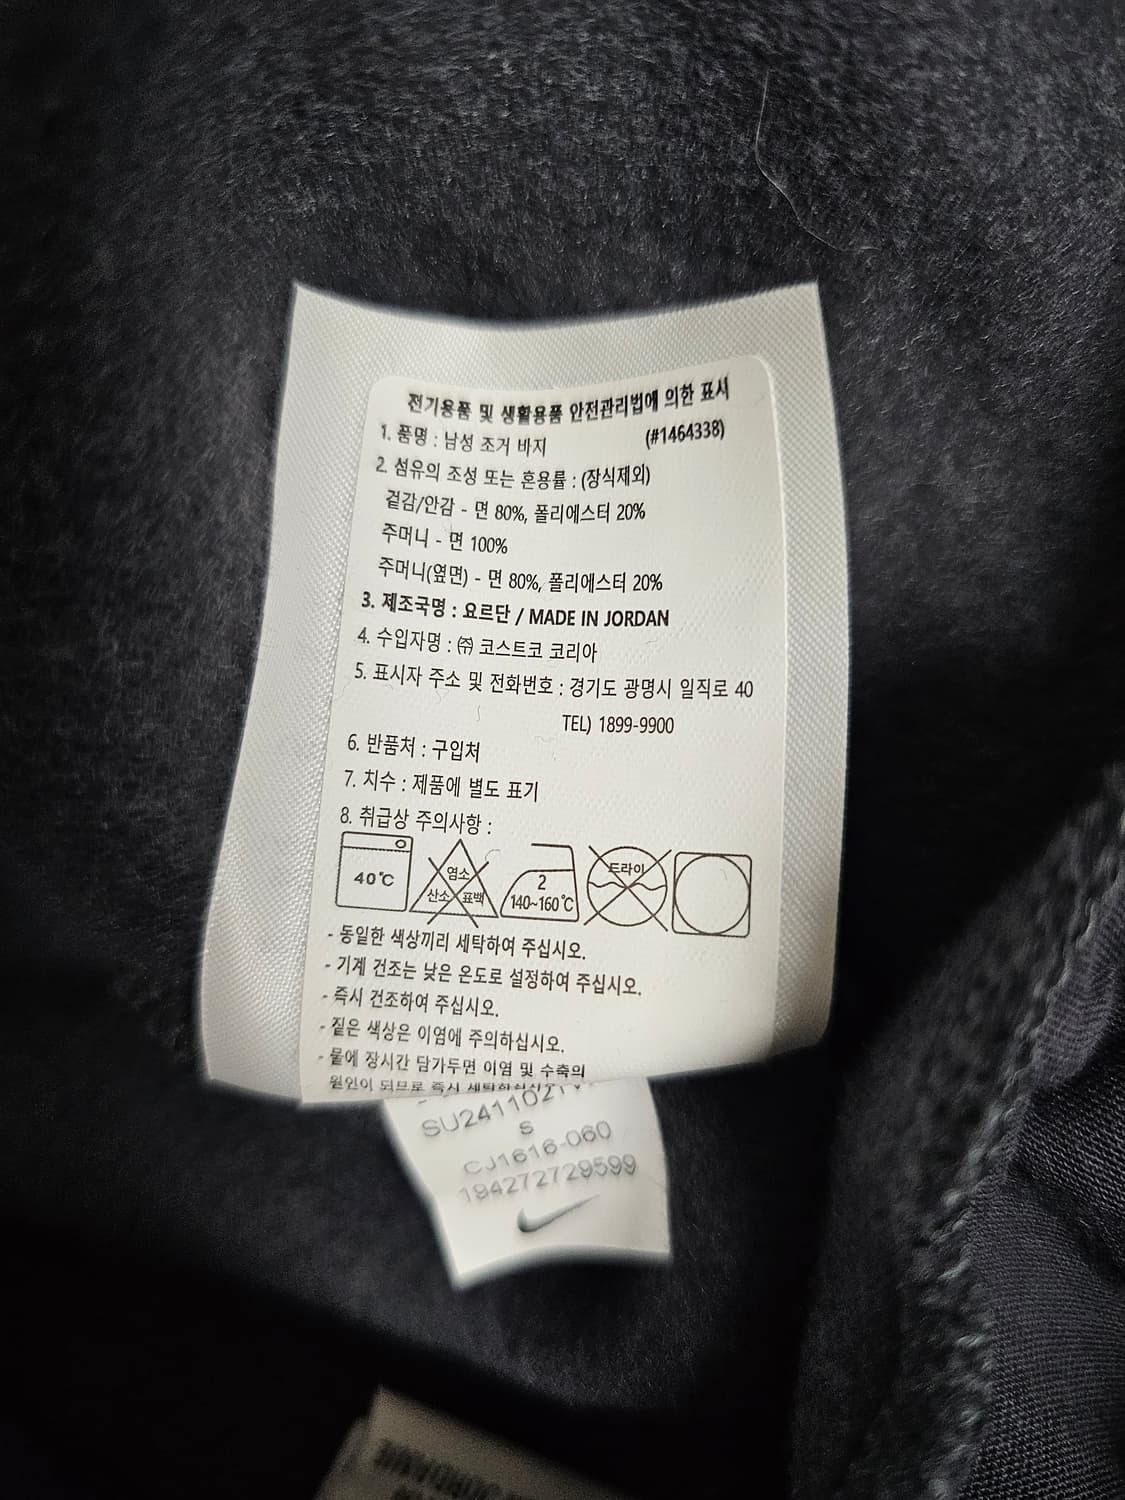 전기용품 및 생활용품 안전관리법에 의한 표시
1. 품명 : 남성 조거 바지 (#1464338)
2. 섬유의 조성 또는 혼용률 : (장식제외)
겉감/안감 - 면 80%, 폴리에스터 20%
주머니 - 면 100%
주머니(옆면) - 면 80%, 폴리에스터 20%
3. 제조국명 : 요르단 / MADE IN JORDAN
4. 수입자명 : ㈜ 코스트코 코리아
5. 표시자 주소 및 전화번호 : 경기도 광명시 일직로 40
TEL) 1899-9900
6. 반품처 : 구입처
7. 치수 : 제품에 별도 표기
8. 취급상 주의사항 :
40℃ 염소 산소 표백 2 140~160℃ 드라이
- 동일한 색상끼리 세탁하여 주십시오.
- 기계 건조는 낮은 온도로 설정하여 주십시오.
- 즉시 건조하여 주십시오.
- 짙은 색상은 이염에 주의하십시오.
- 물에 장시간 담가두면 이염 및 수축의
원인이 되므로 즉시
S
CJ1616-060
194272729599